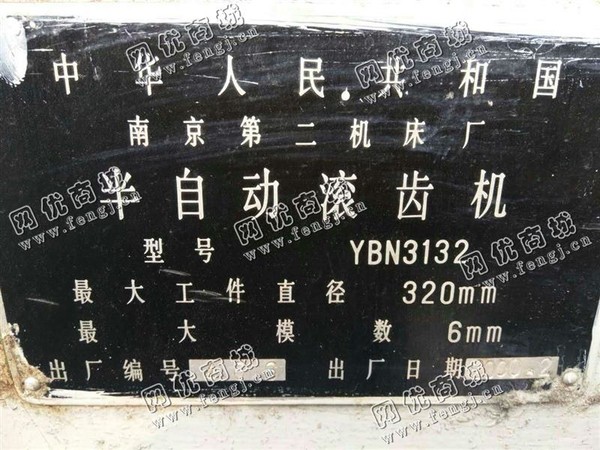 中华人民共和国
南京第二机床厂
半自动滚齿机
型号 YBN3132
最大工件直径 320mm
最大模数 6mm
出厂编号 出厂日期
网优商城
www.fengj.com